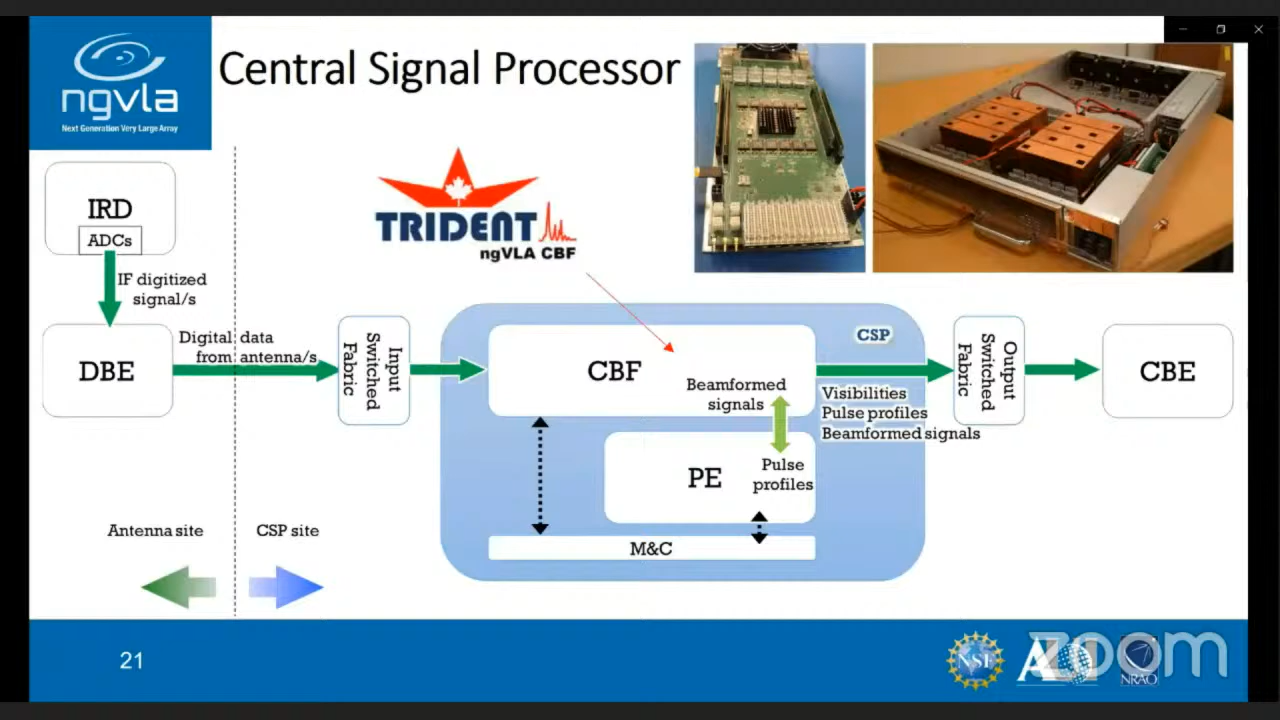 ngvla
Next Generation Very Large Array
Central Signal Processor
TRIDENT
ngVLA CBF
IRD
ADCs
IF digitized
signal/s
DBE
Digital data
from antenna/s
Input
Switched
Fabric
CSP
CBF
Beamformed
signals
PE
Pulse
profiles
M&C
Visibilities
Pulse profiles
Beamformed signals
Output
Switched
Fabric
CBE
Antenna site
CSP site
21
NSF
NRAO
zoom